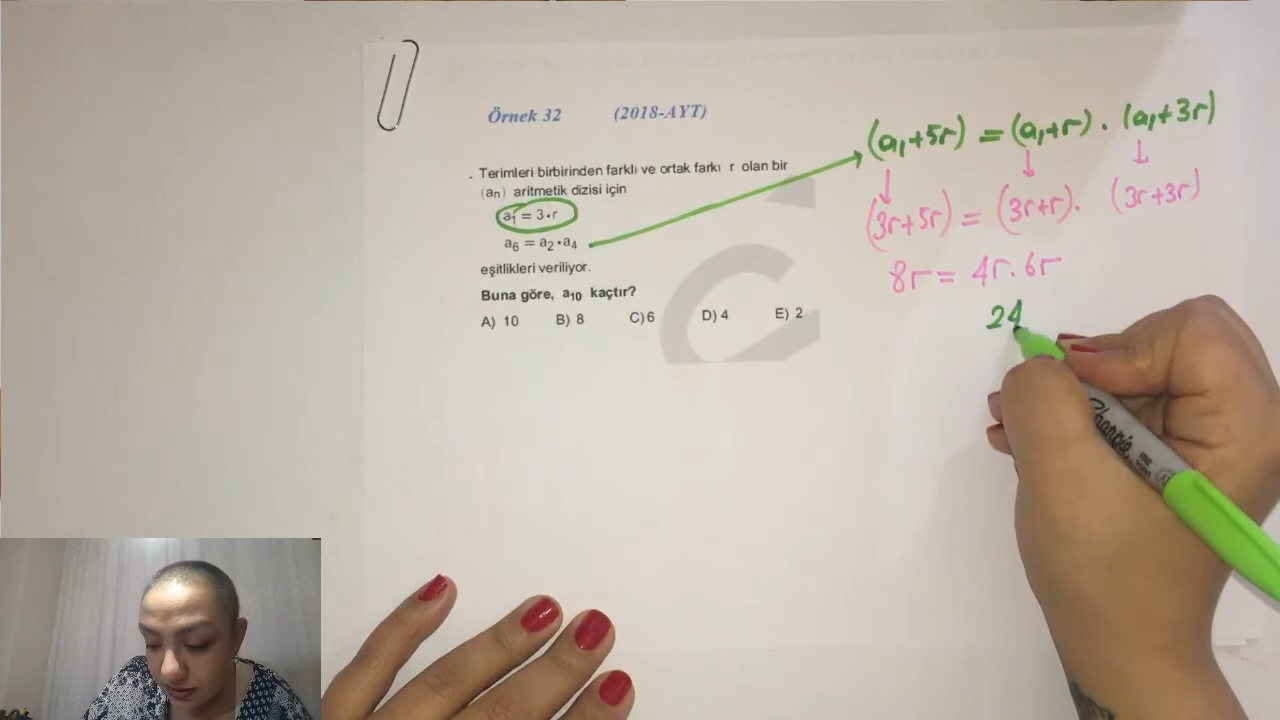 Örnek 32 (2018-AYT)
. Terimleri birbirinden farklı ve ortak farkı r olan bir
(aₙ) aritmetik dizisi için
a₁ = 3·r
a₆ = a₂·a₄
eşitlikleri veriliyor.
Buna göre, a₁₀ kaçtır?
A) 10 B) 8 C) 6 D) 4 E) 2
(a₁+5r) = (a₁+r) . (a₁+3r)
(3r+5r) = (3r+r) . (3r+3r)
8r = 4r.6r
24
Sharpie
FINE
POINT